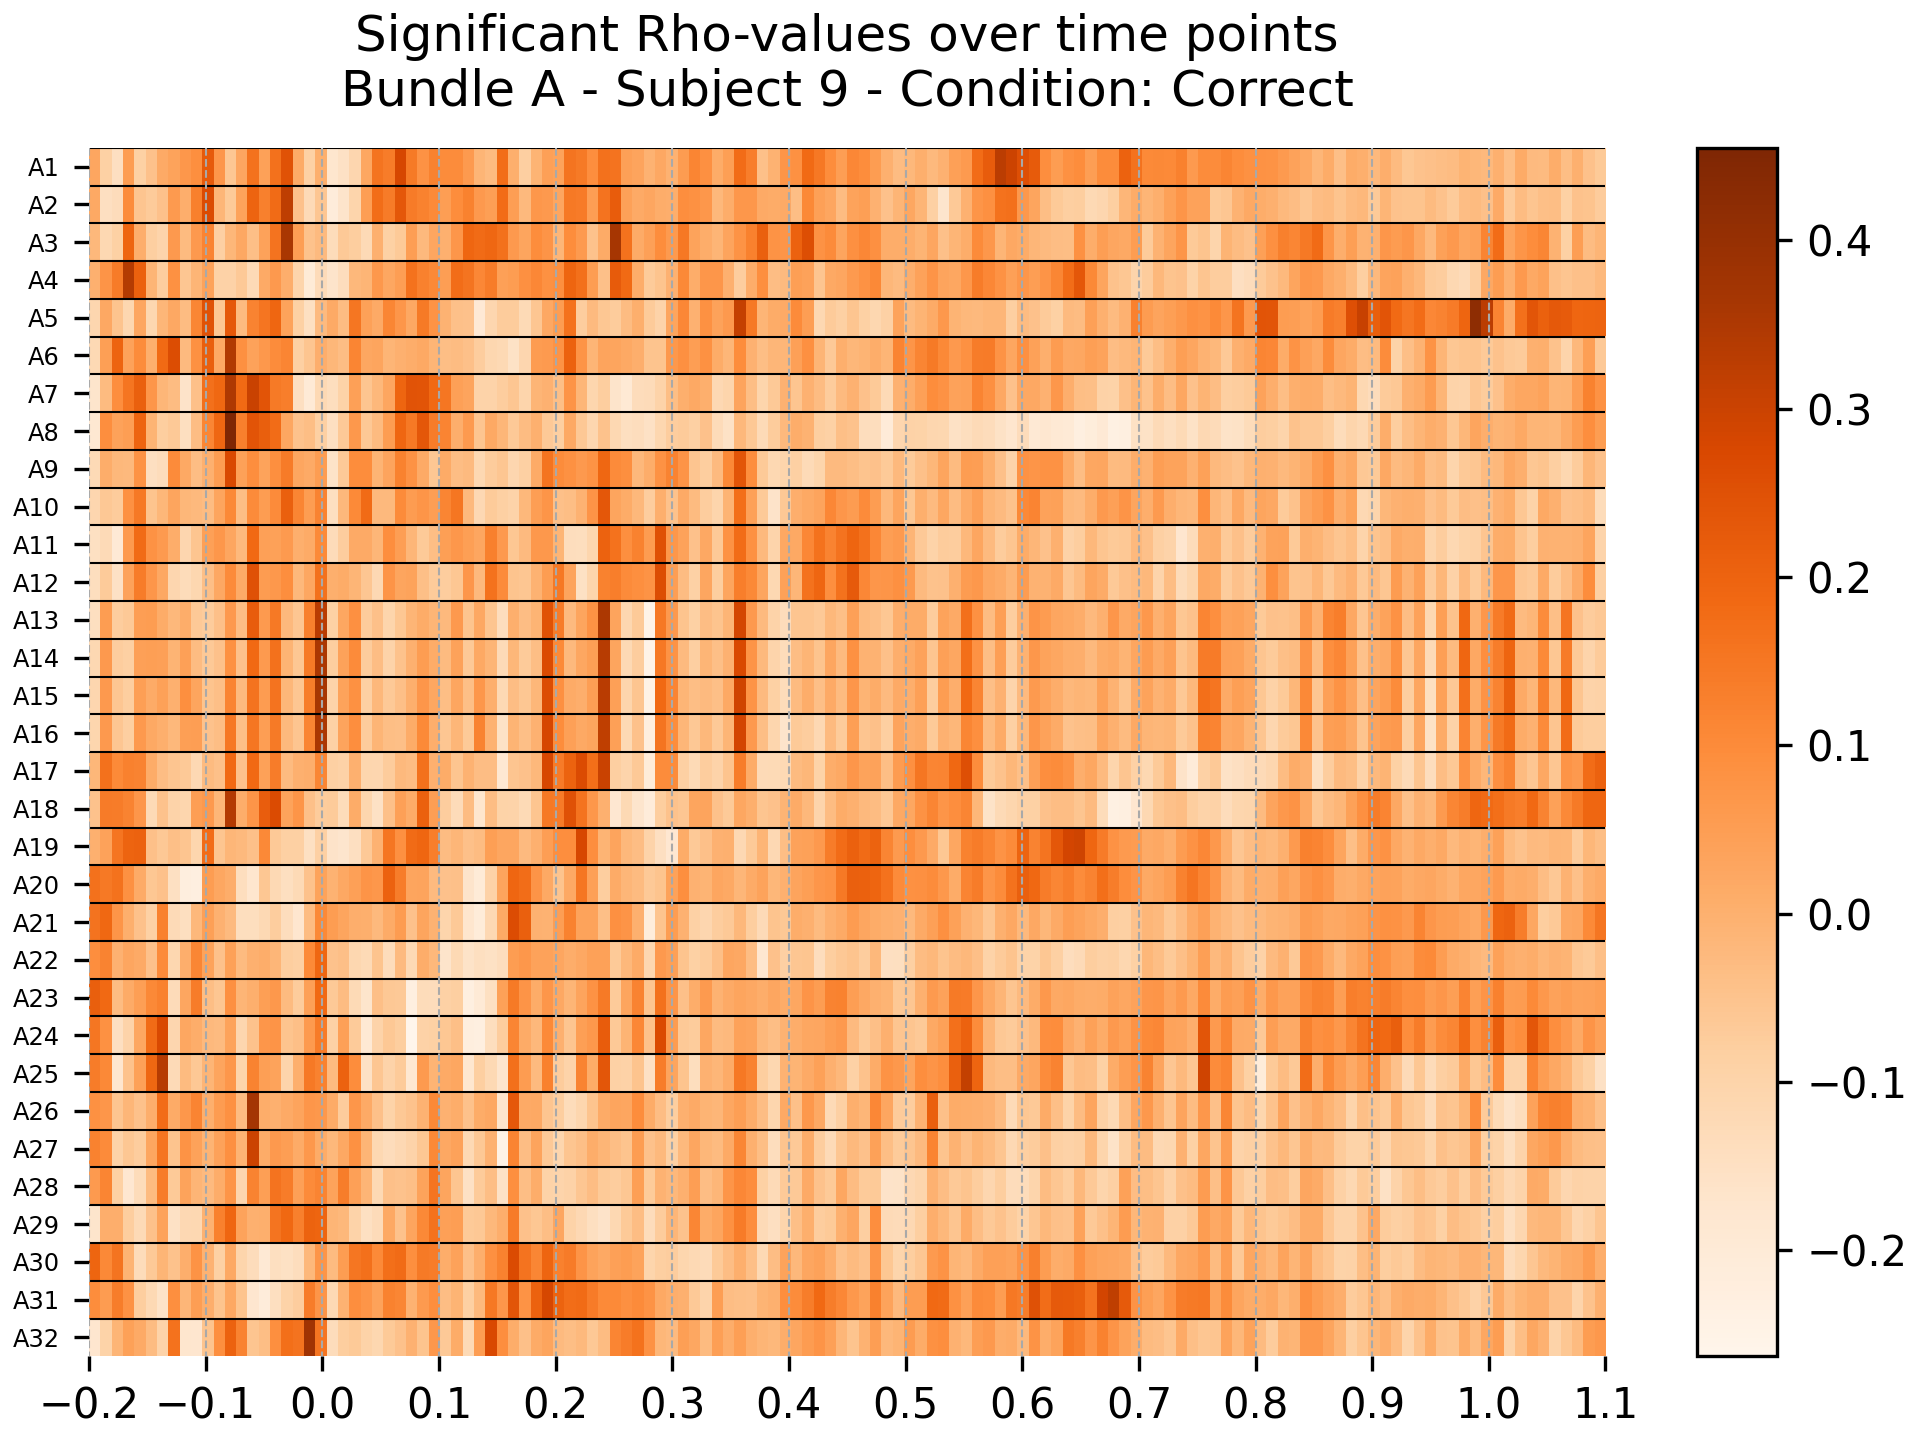 Significant Rho-values over time points
Bundle A - Subject 9 - Condition: Correct
A1
A2
A3
A4
A5
A6
A7
A8
A9
A10
A11
A12
A13
A14
A15
A16
A17
A18
A19
A20
A21
A22
A23
A24
A25
A26
A27
A28
A29
A30
A31
A32
−0.2 −0.1 0.0 0.1 0.2 0.3 0.4 0.5 0.6 0.7 0.8 0.9 1.0 1.1
0.4
0.3
0.2
0.1
0.0
−0.1
−0.2